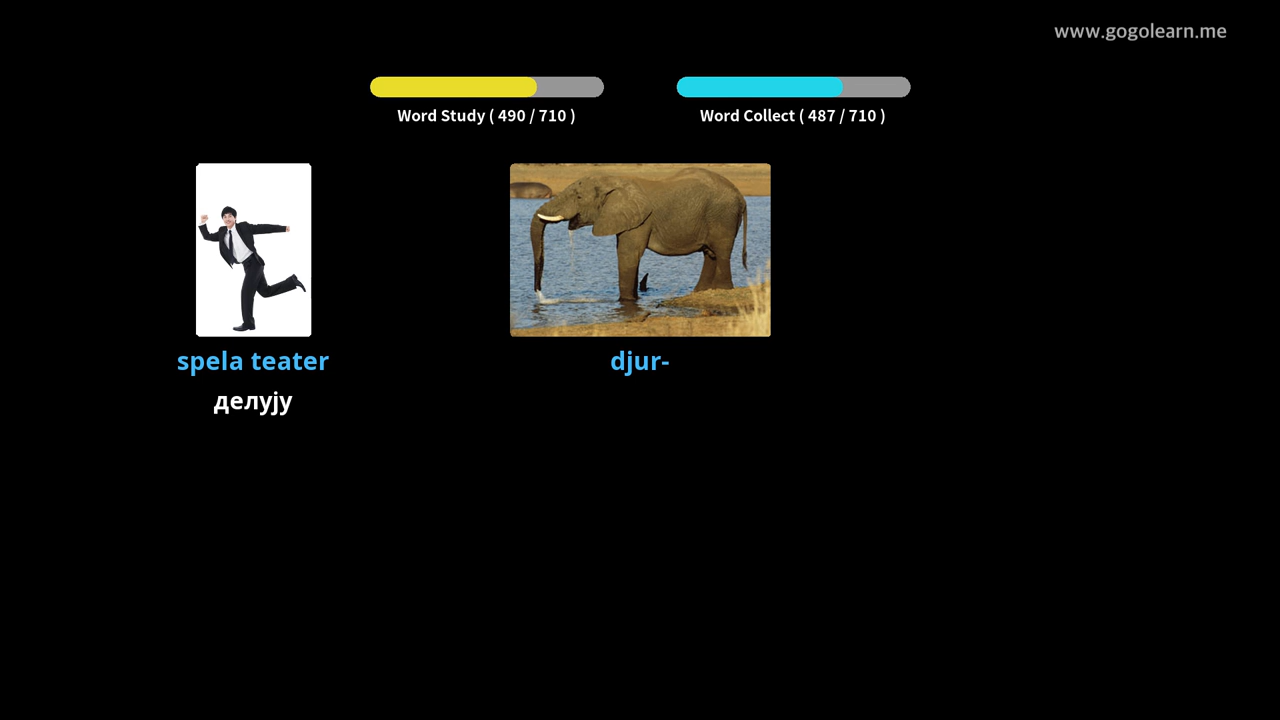 www.gogolearn.me
Word Study ( 490 / 710 )
Word Collect ( 487 / 710 )
spela teater
djur-
делују